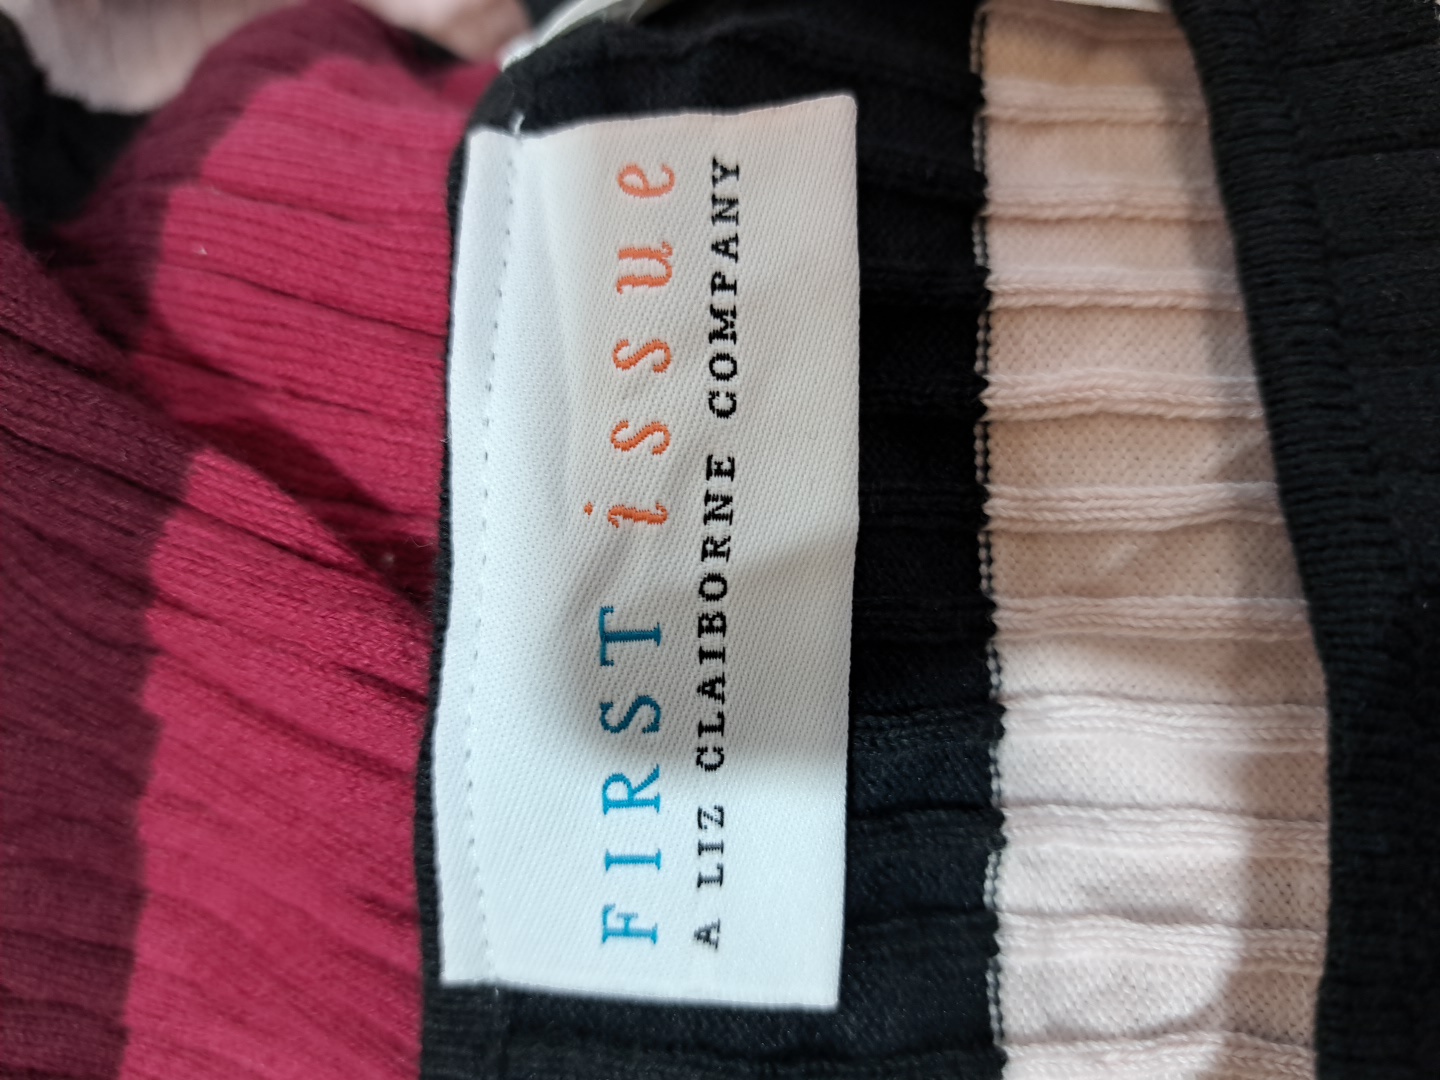 FIRST issue
A LIZ CLAIBORNE COMPANY